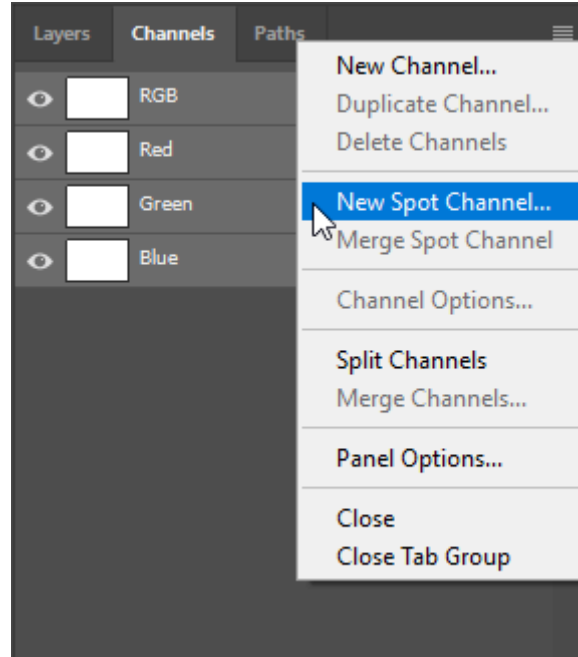 Layers Channels Paths
RGB
Red
Green
Blue
New Channel...
Duplicate Channel...
Delete Channels
New Spot Channel...
Merge Spot Channel
Channel Options...
Split Channels
Merge Channels...
Panel Options...
Close
Close Tab Group